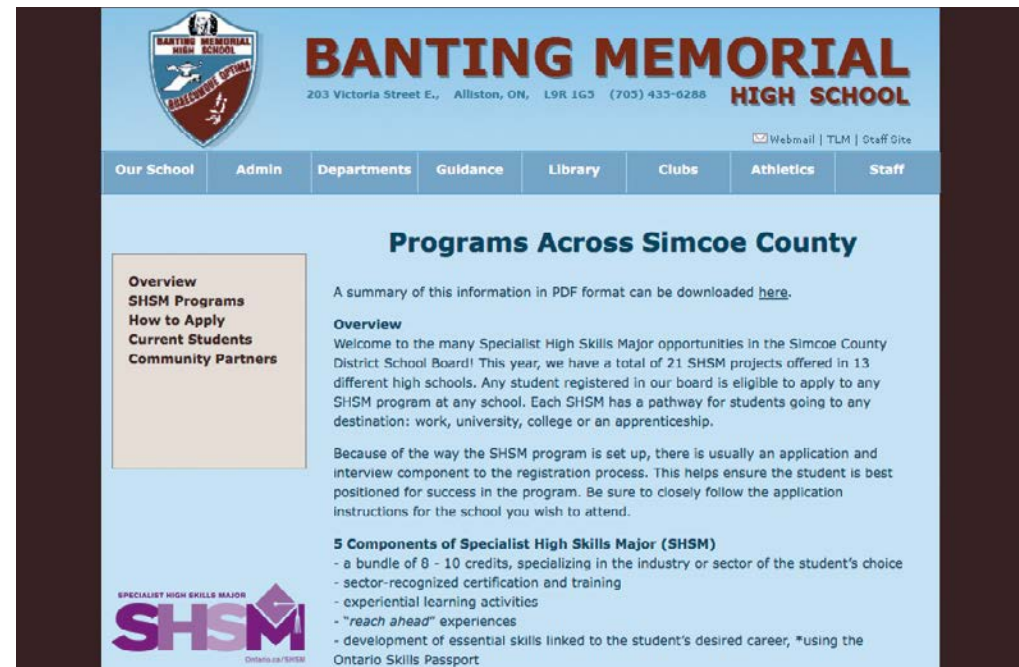 BANTING MEMORIAL
HIGH SCHOOL
QUAECUMQUE OPTIMA
BANTING MEMORIAL
203 Victoria Street E., Alliston, ON, L9R 1G5 (705) 435-6288
HIGH SCHOOL
Webmail | TLM | Staff Site
Our School Admin Departments Guidance Library Clubs Athletics Staff
Programs Across Simcoe County
Overview
SHSM Programs
How to Apply
Current Students
Community Partners
A summary of this information in PDF format can be downloaded here.
Overview
Welcome to the many Specialist High Skills Major opportunities in the Simcoe County
District School Board! This year, we have a total of 21 SHSM projects offered in 13
different high schools. Any student registered in our board is eligible to apply to any
SHSM program at any school. Each SHSM has a pathway for students going to any
destination: work, university, college or an apprenticeship.
Because of the way the SHSM program is set up, there is usually an application and
interview component to the registration process. This helps ensure the student is best
positioned for success in the program. Be sure to closely follow the application
instructions for the school you wish to attend.
5 Components of Specialist High Skills Major (SHSM)
- a bundle of 8 - 10 credits, specializing in the industry or sector of the student's choice
- sector-recognized certification and training
- experiential learning activities
- "reach ahead" experiences
- development of essential skills linked to the student's desired career, *using the
Ontario Skills Passport
SPECIALIST HIGH SKILLS MAJOR
SHSM
Ontario.ca/SHSM